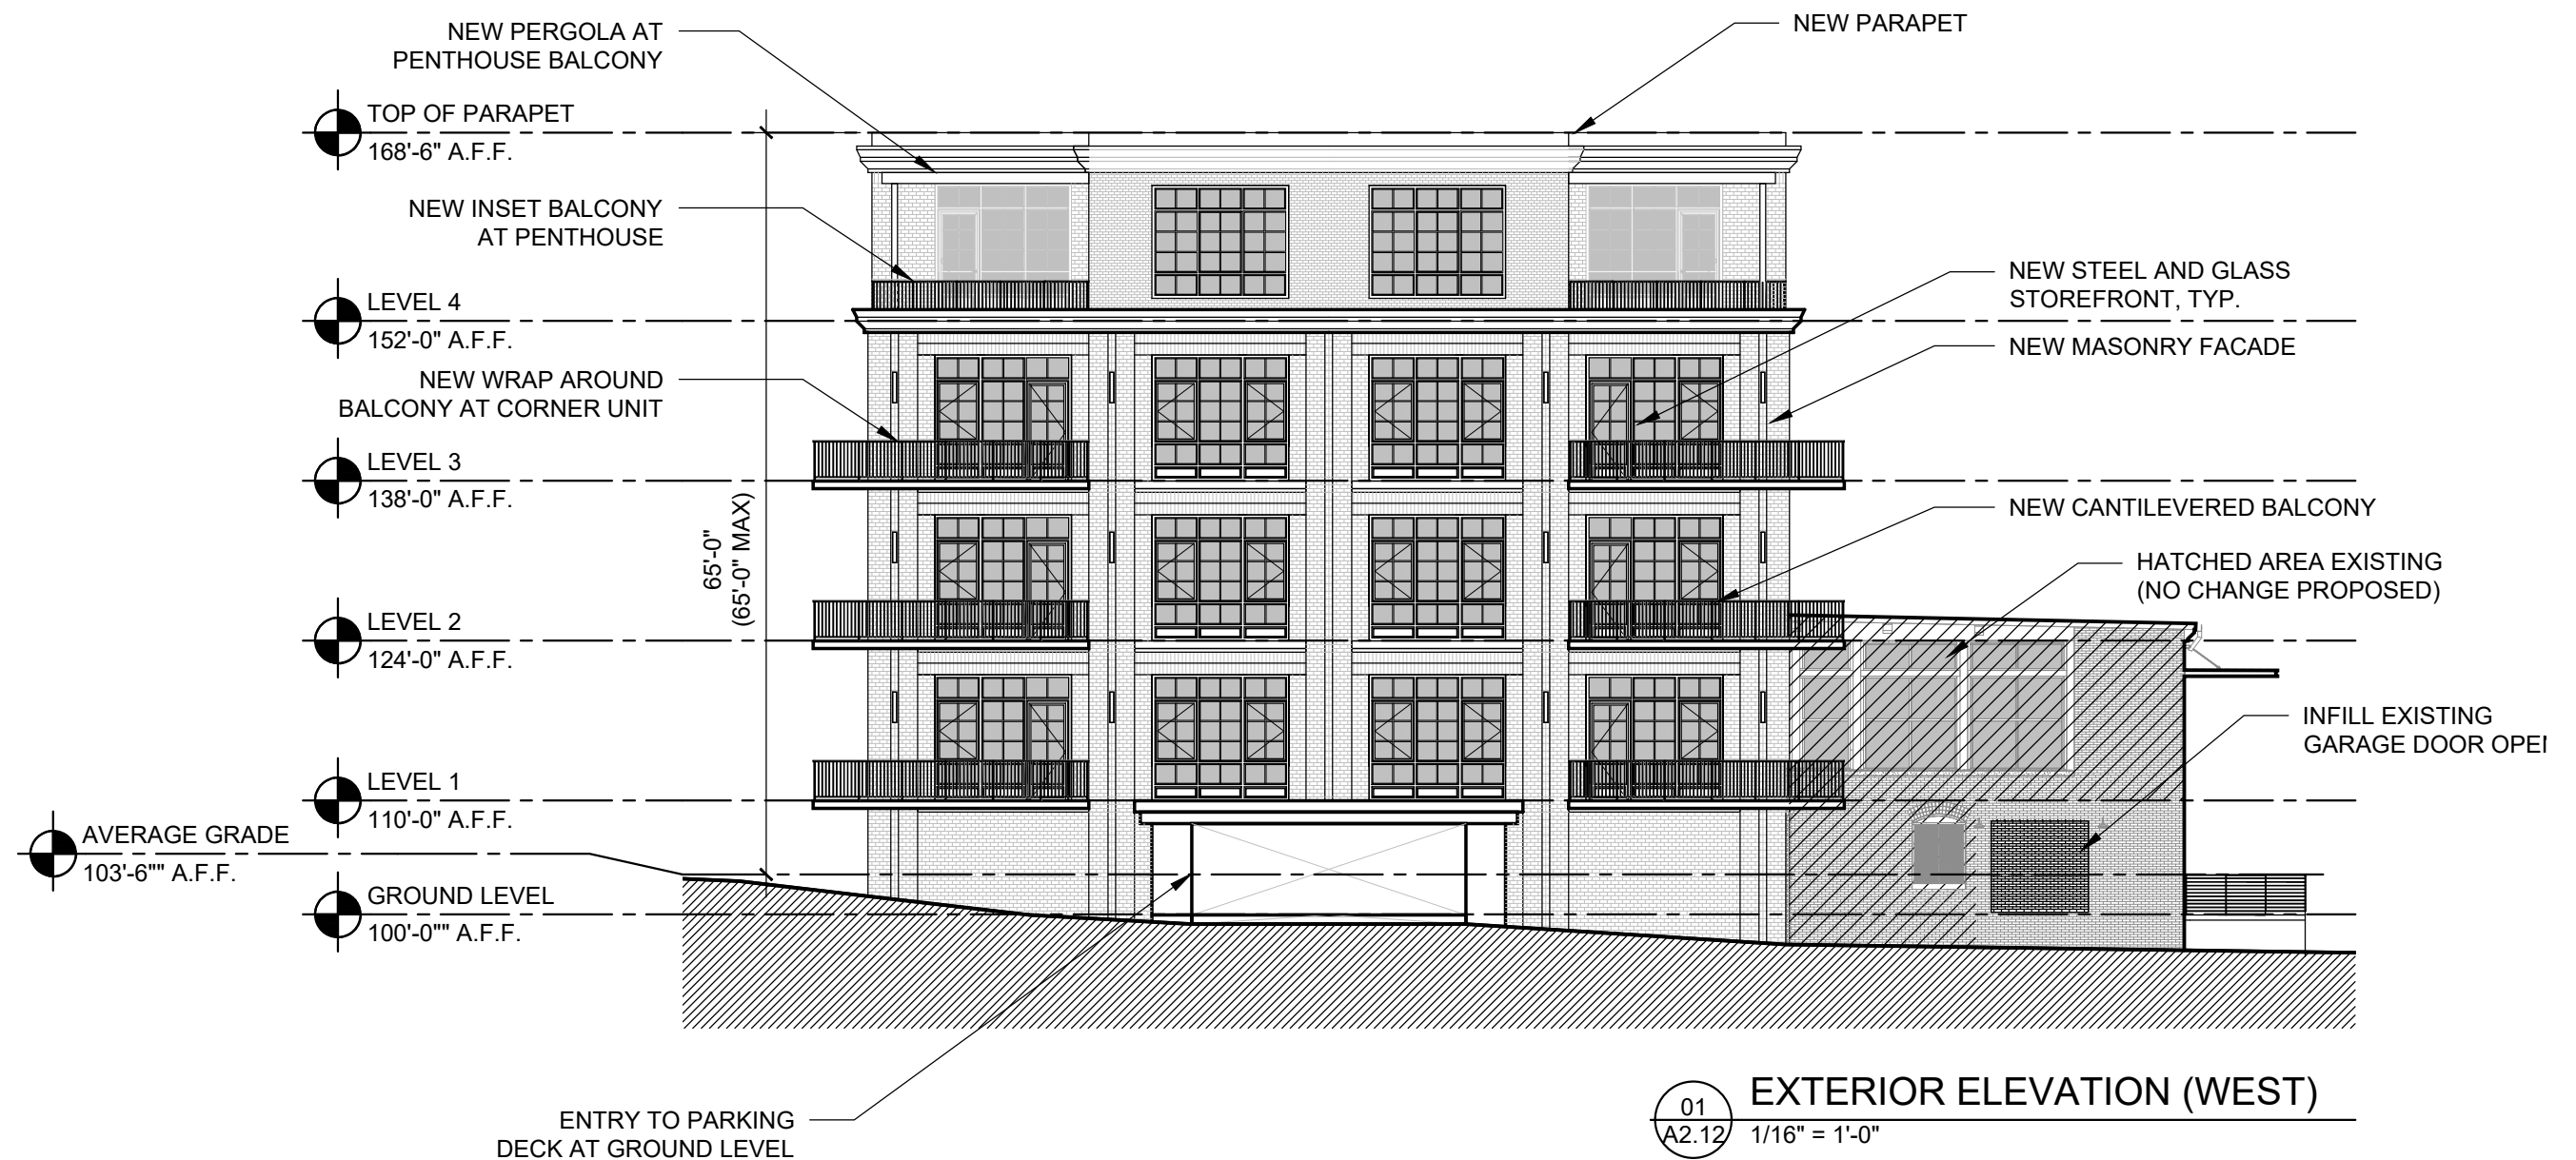 NEW PERGOLA AT
PENTHOUSE BALCONY
NEW PARAPET
TOP OF PARAPET
168'-6" A.F.F.
NEW INSET BALCONY
AT PENTHOUSE
NEW STEEL AND GLASS
STOREFRONT, TYP.
LEVEL 4
152'-0" A.F.F.
NEW MASONRY FACADE
NEW WRAP AROUND
BALCONY AT CORNER UNIT
LEVEL 3
138'-0" A.F.F.
NEW CANTILEVERED BALCONY
65'-0"
(65'-0" MAX)
HATCHED AREA EXISTING
(NO CHANGE PROPOSED)
LEVEL 2
124'-0" A.F.F.
INFILL EXISTING
GARAGE DOOR
LEVEL 1
110'-0" A.F.F.
AVERAGE GRADE
103'-6"" A.F.F.
GROUND LEVEL
100'-0"" A.F.F.
ENTRY TO PARKING
DECK AT GROUND LEVEL
01
A2.12
EXTERIOR ELEVATION (WEST)
1/16" = 1'-0"